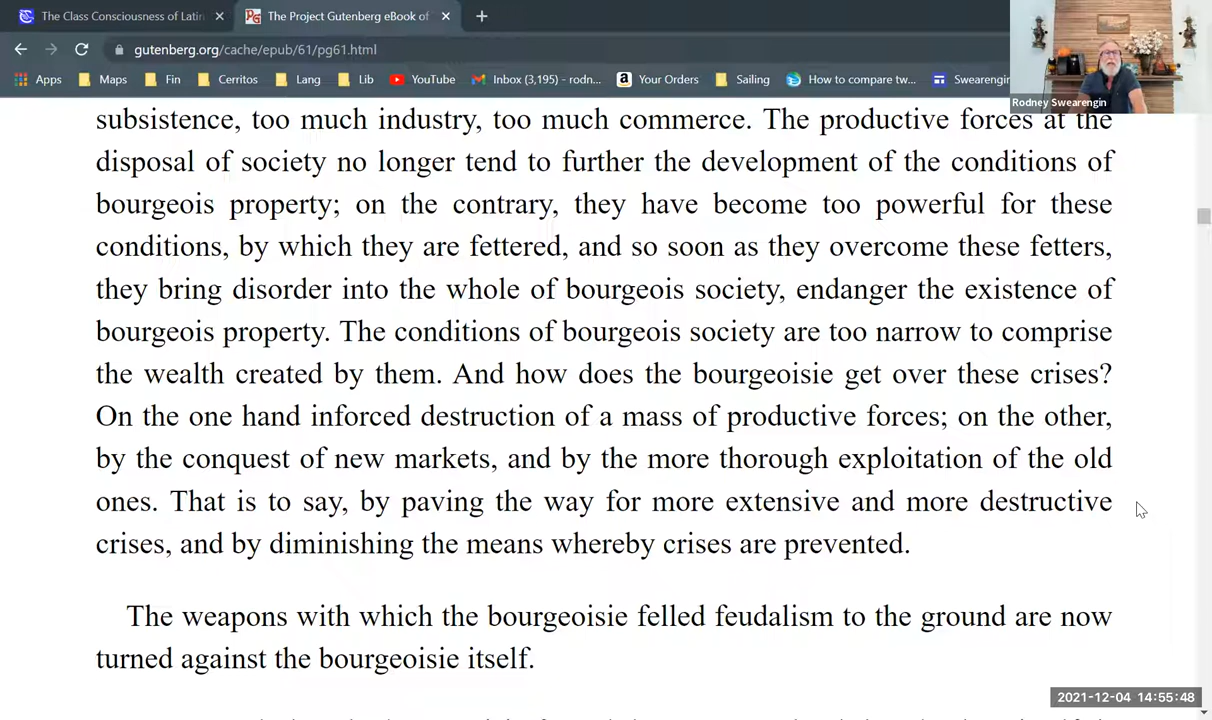 The Class Consciousness of Latin
The Project Gutenberg eBook of
gutenberg.org/cache/epub/61/pg61.html
Apps Maps Fin Cerritos Lang Lib YouTube Inbox (3,195) - rodn... Your Orders Sailing How to compare tw... Swearengin
Rodney Swearengin
subsistence, too much industry, too much commerce. The productive forces at the
disposal of society no longer tend to further the development of the conditions of
bourgeois property; on the contrary, they have become too powerful for these
conditions, by which they are fettered, and so soon as they overcome these fetters,
they bring disorder into the whole of bourgeois society, endanger the existence of
bourgeois property. The conditions of bourgeois society are too narrow to comprise
the wealth created by them. And how does the bourgeoisie get over these crises?
On the one hand inforced destruction of a mass of productive forces; on the other,
by the conquest of new markets, and by the more thorough exploitation of the old
ones. That is to say, by paving the way for more extensive and more destructive
crises, and by diminishing the means whereby crises are prevented.
The weapons with which the bourgeoisie felled feudalism to the ground are now
turned against the bourgeoisie itself.
2021-12-04 14:55:48